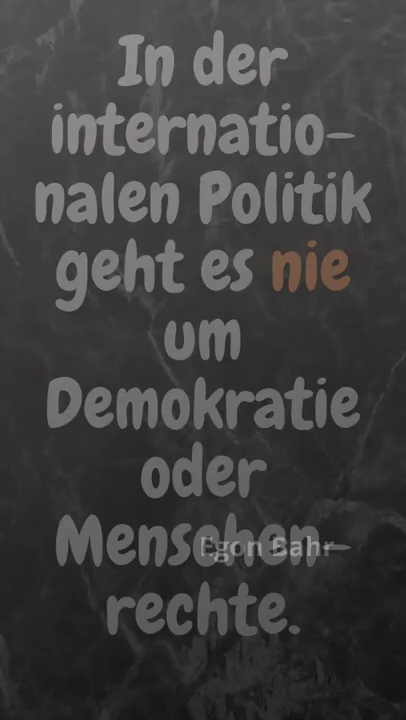 In der
internatio-
nalen Politik
geht es nie
um
Demokratie
oder
Menschen-
Egon Bahr
rechte.